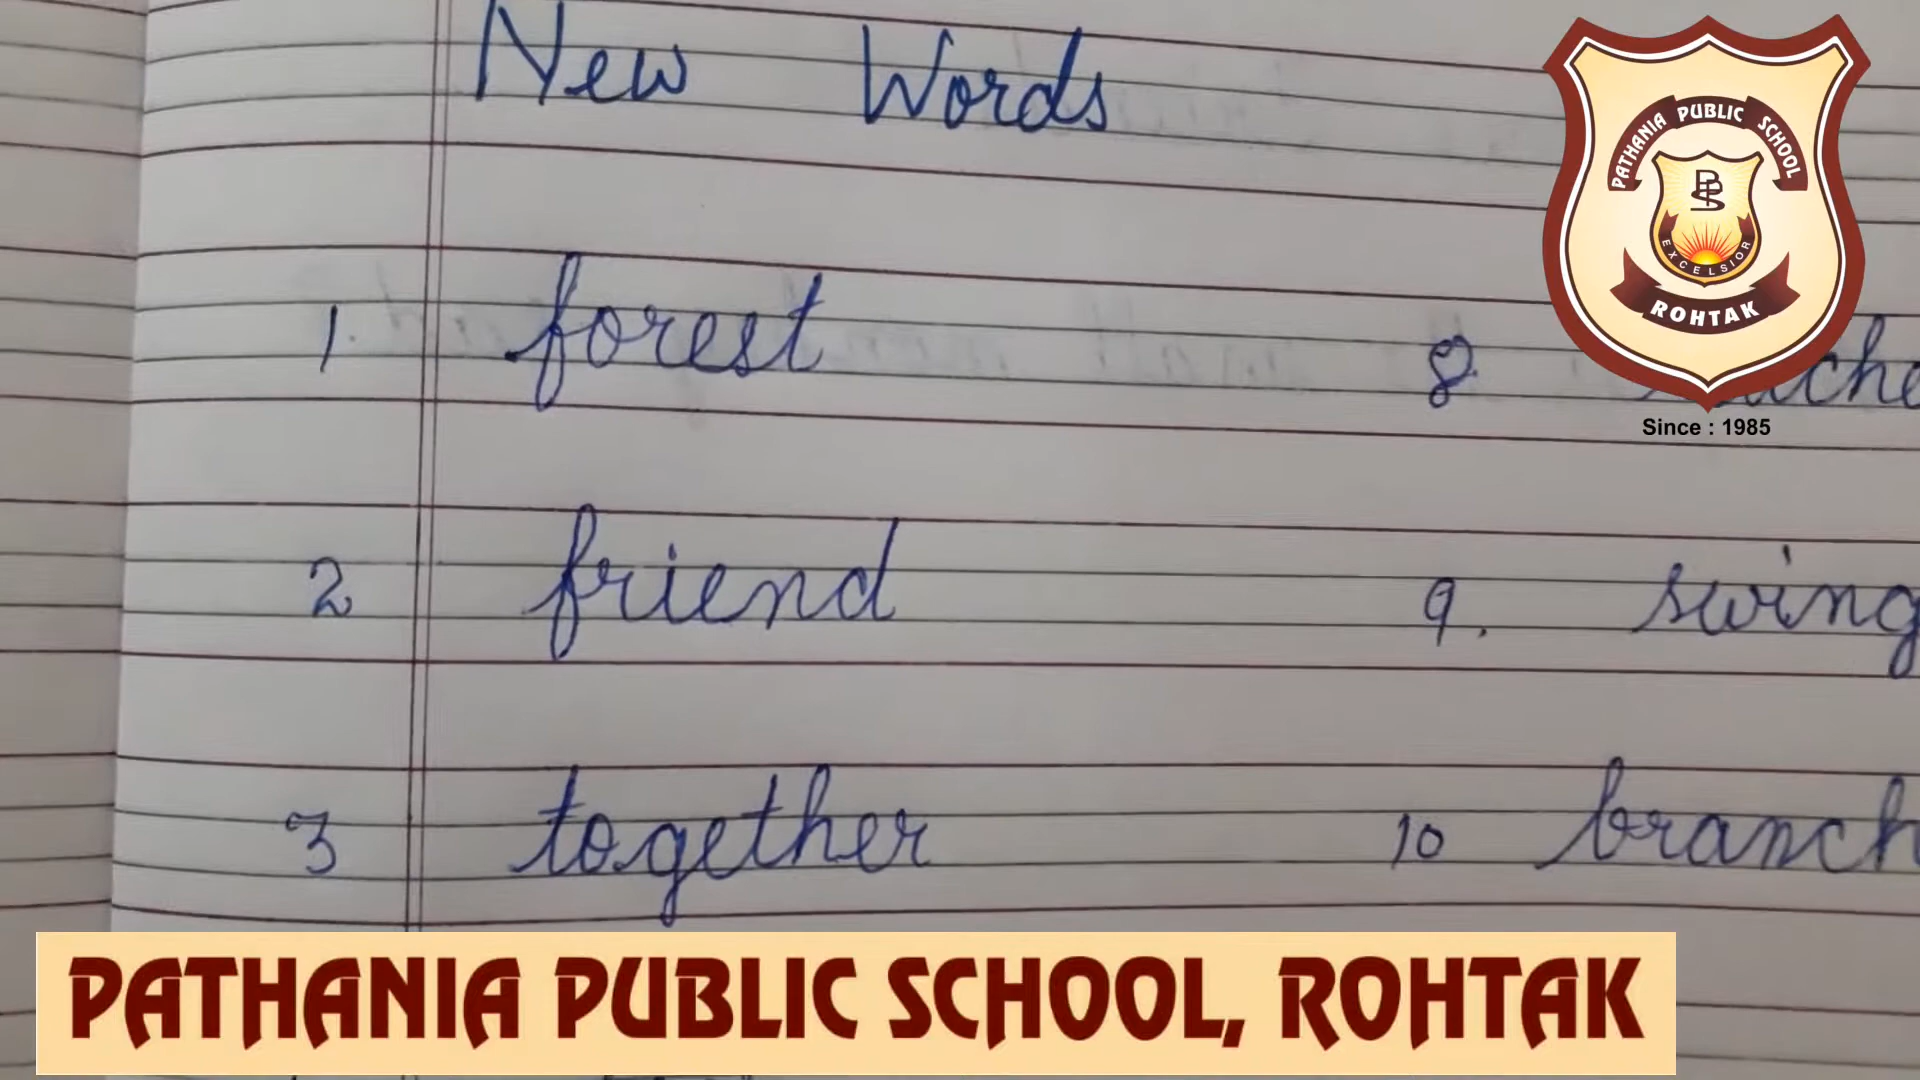 New Words
1. forest
8.
2 friend
9. swing
3 together
10 branch
PATHANIA PUBLIC SCHOOL
PPS
EXCELSIOR
ROHTAK
Since : 1985
PATHANIA PUBLIC SCHOOL, ROHTAK